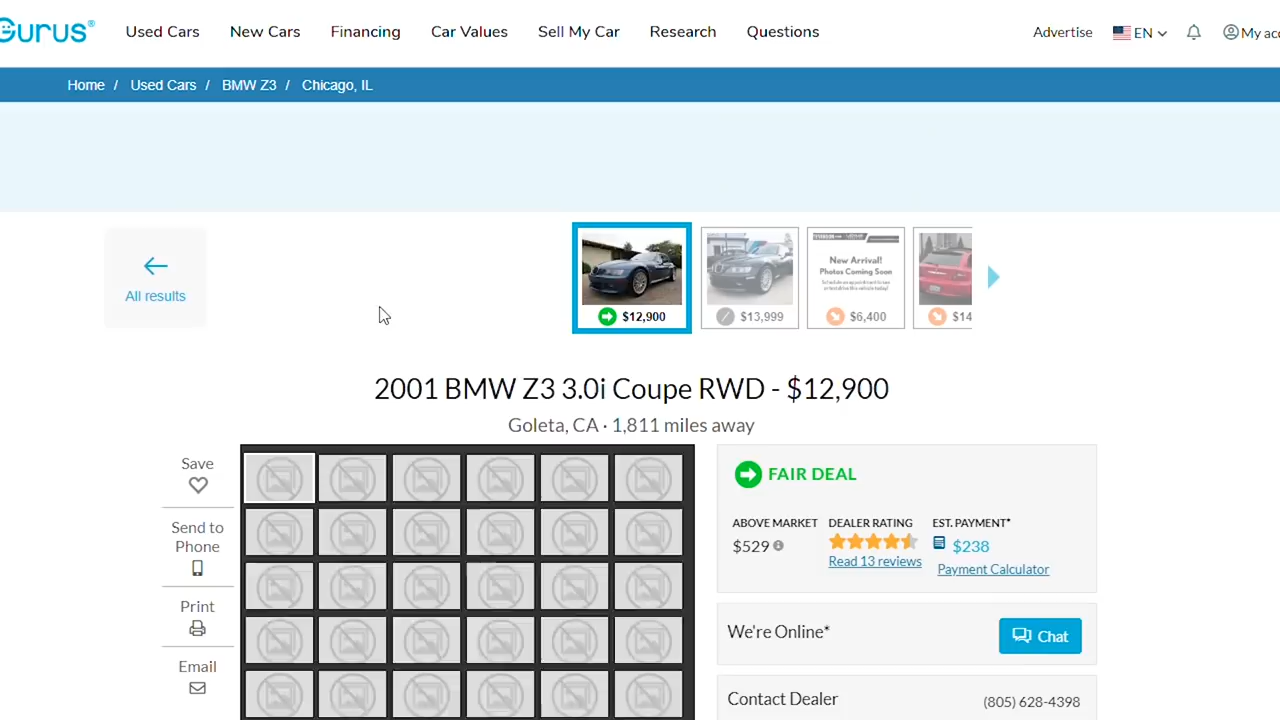 Gurus®
Used Cars
New Cars
Financing
Car Values
Sell My Car
Research
Questions
Advertise
EN
My acc
Home / Used Cars / BMW Z3 / Chicago, IL
All results
$12,900
$13,999
New Arrival!
Photos Coming Soon
$6,400
$14
2001 BMW Z3 3.0i Coupe RWD - $12,900
Goleta, CA · 1,811 miles away
Save
Send to
Phone
Print
Email
FAIR DEAL
ABOVE MARKET
$529
DEALER RATING
Read 13 reviews
EST. PAYMENT*
$238
Payment Calculator
We're Online*
Chat
Contact Dealer
(805) 628-4398